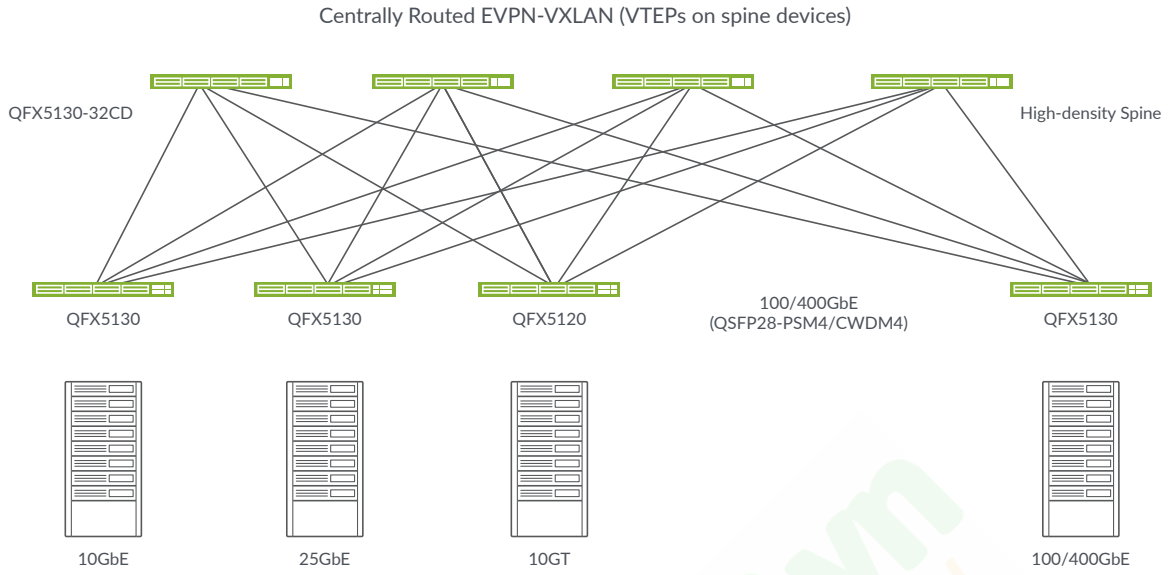 Centrally Routed EVPN-VXLAN (VTEPs on spine devices)
QFX5130-32CD
High-density Spine
100/400GbE
(QSFP28-PSM4/CWDM4)
QFX5130
QFX5130
QFX5120
QFX5130
10GbE
25GbE
10GT
100/400GbE